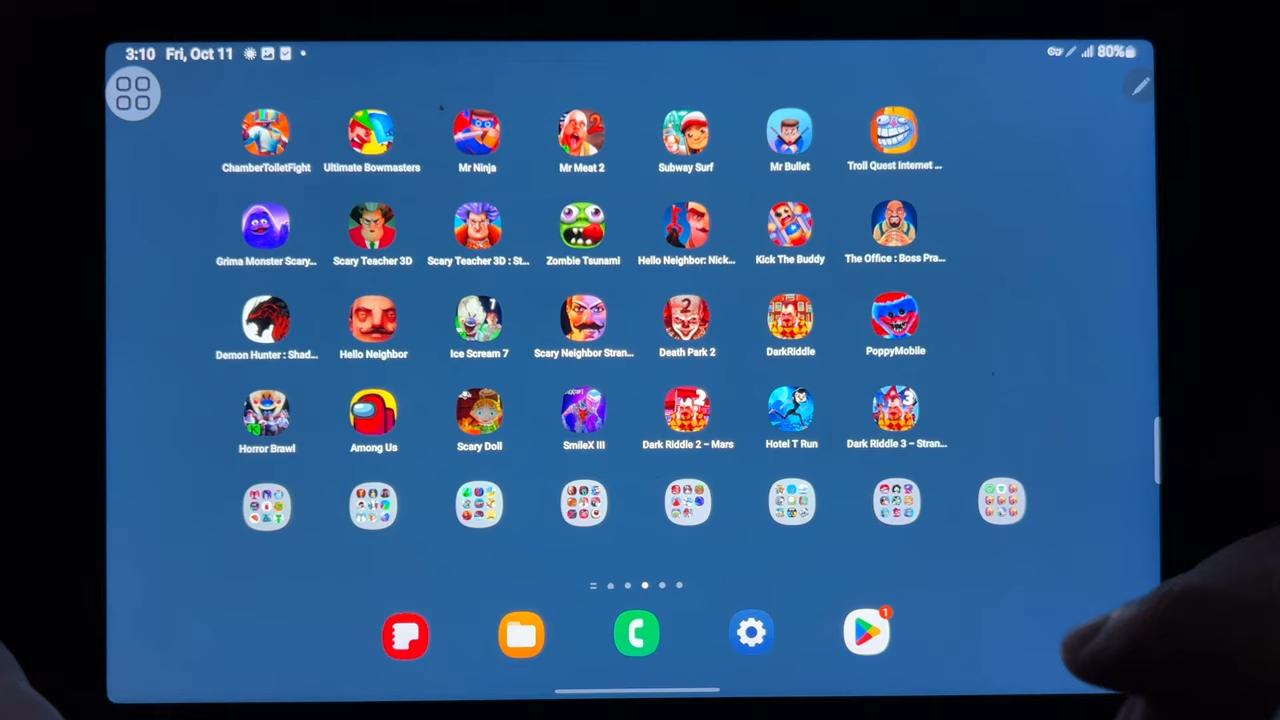 3:10 Fri, Oct 11 80%
ChamberToiletFight Ultimate Bowmasters Mr Ninja Mr Meat 2 Subway Surf Mr Bullet Troll Quest Internet ...
Grima Monster Scary... Scary Teacher 3D Scary Teacher 3D : St... Zombie Tsunami Hello Neighbor: Nick... Kick The Buddy The Office : Boss Pra...
Demon Hunter : Shad... Hello Neighbor Ice Scream 7 Scary Neighbor Stran... Death Park 2 DarkRiddle PoppyMobile
Horror Brawl Among Us Scary Doll SmileX III Dark Riddle 2 – Mars Hotel T Run Dark Riddle 3 – Stran...
1